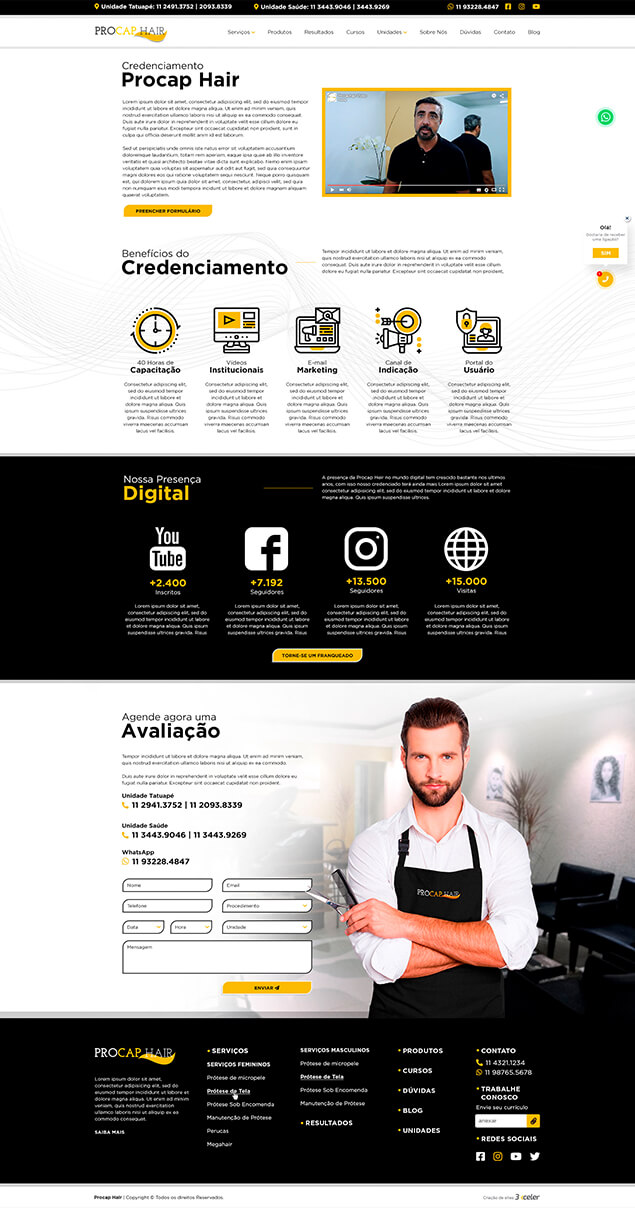 Unidade Tatuapé: 11 2491.3752 | 2093.8339
Unidade Saúde: 11 3443.9046 | 3443.9269
11 93228.4847
PROCAP HAIR
Serviços
Produtos
Resultados
Cursos
Unidades
Sobre Nós
Dúvidas
Contato
Blog
Credenciamento
Procap Hair
Lorem ipsum dolor sit amet, consectetur adipisicing elit, sed do eiusmod tempor
incididunt ut labore et dolore magna aliqua. Ut enim ad minim veniam, quis
nostrud exercitation ullamco laboris nisi ut aliquip ex ea commodo consequat.
Duis aute irure dolor in reprehenderit in voluptate velit esse cillum dolore eu
fugiat nulla pariatur. Excepteur sint occaecat cupidatat non proident, sunt in
culpa qui officia deserunt mollit anim id est laborum.
Sed ut perspiciatis unde omnis iste natus error sit voluptatem accusantium
doloremque laudantium, totam rem aperiam, eaque ipsa quae ab illo inventore
veritatis et quasi architecto beatae vitae dicta sunt explicabo. Nemo enim ipsam
voluptatem quia voluptas sit aspernatur aut odit aut fugit, sed quia consequuntur
magni dolores eos qui ratione voluptatem sequi nesciunt. Neque porro quisquam
est, qui dolorem ipsum quia dolor sit amet, consectetur, adipisci velit, sed quia
non numquam eius modi tempora incidunt ut labore et dolore magnam aliquam
quaerat voluptatem.
PREENCHER FORMULÁRIO
Olá!
Gostaria de receber
uma ligação?
SIM
Benefícios do
Credenciamento
Tempor incididunt ut labore et dolore magna aliqua. Ut enim ad minim veniam,
quis nostrud exercitation ullamco laboris nisi ut aliquip ex ea commodo
consequat. Duis aute irure dolor in reprehenderit in voluptate velit esse cillum
dolore eu fugiat nulla pariatur. Excepteur sint occaecat cupidatat non proident.
40 Horas de
Capacitação
Consectetur adipiscing elit,
sed do eiusmod tempor
incididunt ut labore et
dolore magna aliqua. Quis
ipsum suspendisse ultrices
gravida. Risus commodo
viverra maecenas accumsan
lacus vel facilisis.
Vídeos
Institucionais
Consectetur adipiscing elit,
sed do eiusmod tempor
incididunt ut labore et
dolore magna aliqua. Quis
ipsum suspendisse ultrices
gravida. Risus commodo
viverra maecenas accumsan
lacus vel facilisis.
E-mail
Marketing
Consectetur adipiscing elit,
sed do eiusmod tempor
incididunt ut labore et
dolore magna aliqua. Quis
ipsum suspendisse ultrices
gravida. Risus commodo
viverra maecenas accumsan
lacus vel facilisis.
Canal de
Indicação
Consectetur adipiscing elit,
sed do eiusmod tempor
incididunt ut labore et
dolore magna aliqua. Quis
ipsum suspendisse ultrices
gravida. Risus commodo
viverra maecenas accumsan
lacus vel facilisis.
Portal do
Usuário
Consectetur adipiscing elit,
sed do eiusmod tempor
incididunt ut labore et
dolore magna aliqua. Quis
ipsum suspendisse ultrices
gravida. Risus commodo
viverra maecenas accumsan
lacus vel facilisis.
Nossa Presença
Digital
A presença da Procap Hair no mundo digital tem crescido bastante nos ultimos
anos, com isso nosso credenciado terá ainda mais Lorem ipsum dolor sit amet,
consectetur adipiscing elit, sed do eiusmod tempor incididunt ut labore et dolore
magna aliqua. Quis ipsum suspendisse ultrices.
You
Tube
+2.400
Inscritos
Lorem ipsum dolor sit amet,
consectetur adipiscing elit, sed do
eiusmod tempor incididunt ut labore
et dolore magna aliqua. Quis ipsum
suspendisse ultrices gravida. Risus
+7.192
Seguidores
Lorem ipsum dolor sit amet,
consectetur adipiscing elit, sed do
eiusmod tempor incididunt ut labore
et dolore magna aliqua. Quis ipsum
suspendisse ultrices gravida. Risus
+13.500
Seguidores
Lorem ipsum dolor sit amet,
consectetur adipiscing elit, sed do
eiusmod tempor incididunt ut labore
et dolore magna aliqua. Quis ipsum
suspendisse ultrices gravida. Risus
+15.000
Visitas
Lorem ipsum dolor sit amet,
consectetur adipiscing elit, sed do
eiusmod tempor incididunt ut labore
et dolore magna aliqua. Quis ipsum
suspendisse ultrices gravida. Risus
TORNE-SE UM FRANQUEADO
Agende agora uma
Avaliação
Tempor incididunt ut labore et dolore magna aliqua. Ut enim ad minim veniam,
quis nostrud exercitation ullamco laboris nisi ut aliquip ex ea commodo.
Duis aute irure dolor in reprehenderit in voluptate velit esse cillum dolore eu
fugiat nulla pariatur. Excepteur sint occaecat cupidatat non proident.
Unidade Tatuapé
11 2941.3752 | 11 2093.8339
Unidade Saúde
11 3443.9046 | 11 3443.9269
WhatsApp
11 93228.4847
Nome
Email
Telefone
Procedimento
Data
Hora
Unidade
Mensagem
ENVIAR
PROCAP HAIR
PROCAP HAIR
Lorem ipsum dolor sit amet,
consectetur adipisicing elit, sed do
eiusmod tempor incididunt ut labore
et dolore magna aliqua. Ut enim ad
minim veniam, quis nostrud
exercitation ullamco laboris nisi ut
aliquip ex ea commodo
consequat.
SAIBA MAIS
SERVIÇOS
SERVIÇOS FEMININOS
Prótese de micropele
Prótese de Tela
Prótese Sob Encomenda
Manutenção de Prótese
Perucas
Megahair
SERVIÇOS MASCULINOS
Prótese de micropele
Prótese de Tela
Prótese Sob Encomenda
Manutenção de Prótese
RESULTADOS
PRODUTOS
CURSOS
DÚVIDAS
BLOG
UNIDADES
CONTATO
11 4321.1234
11 98765.5678
TRABALHE
CONOSCO
Envie seu currículo
anexar
REDES SOCIAIS
Procap Hair | Copyright © Todos os direitos Reservados.
Criação de sites 3xceler